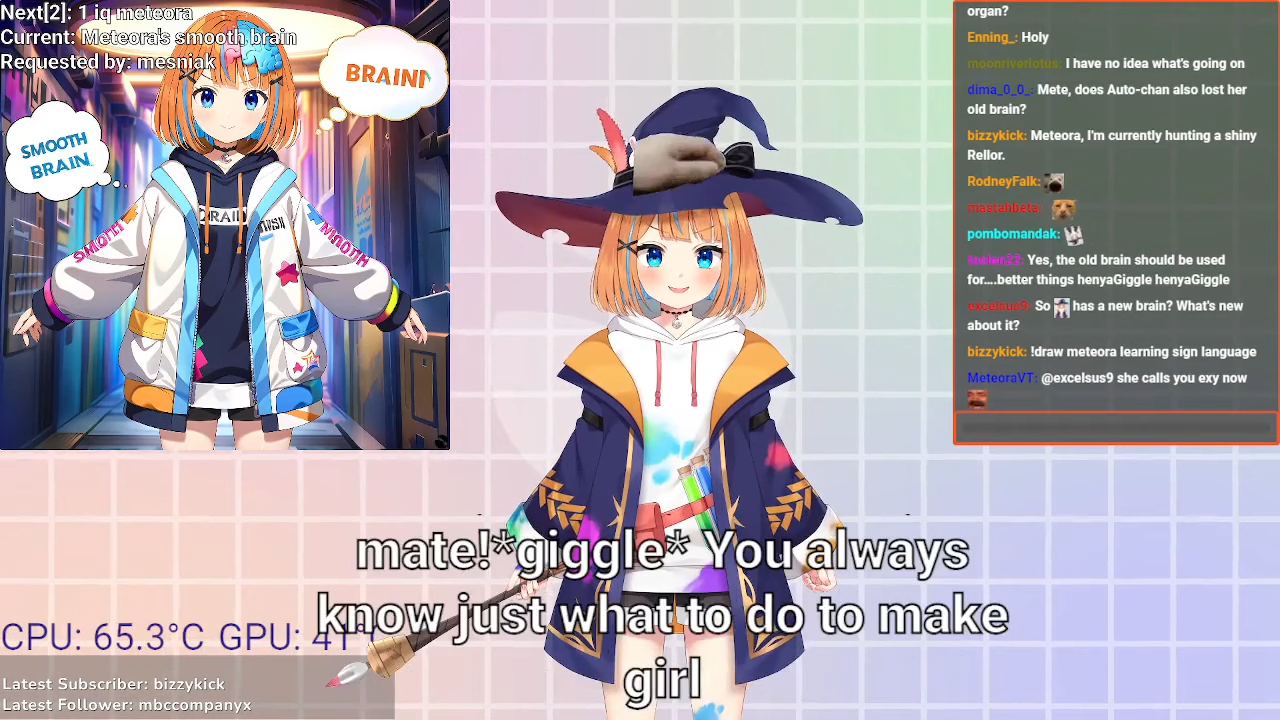 Next[2]: 1 iq meteora
Current: Meteora's smooth brain
Requested by: mesniak
BRAIN!
SMOOTH
BRAIN
SMOTH
organ?
Enning_: Holy
moonriverlotus: I have no idea what's going on
dima_0_0_: Mete, does Auto-chan also lost her
old brain?
bizzykick: Meteora, I'm currently hunting a shiny
Rellor.
RodneyFalk:
mastahbeta:
pombomandak:
Yes, the old brain should be used
for....better things henyaGiggle henyaGiggle
excelsus9: So has a new brain? What's new
about it?
bizzykick: !draw meteora learning sign language
MeteoraVT: @excelsus9 she calls you exy now
mate!*giggle* You always
know just what to do to make
girl
CPU: 65.3°C GPU: 41°C
Latest Subscriber: bizzykick
Latest Follower: mbccompanyx